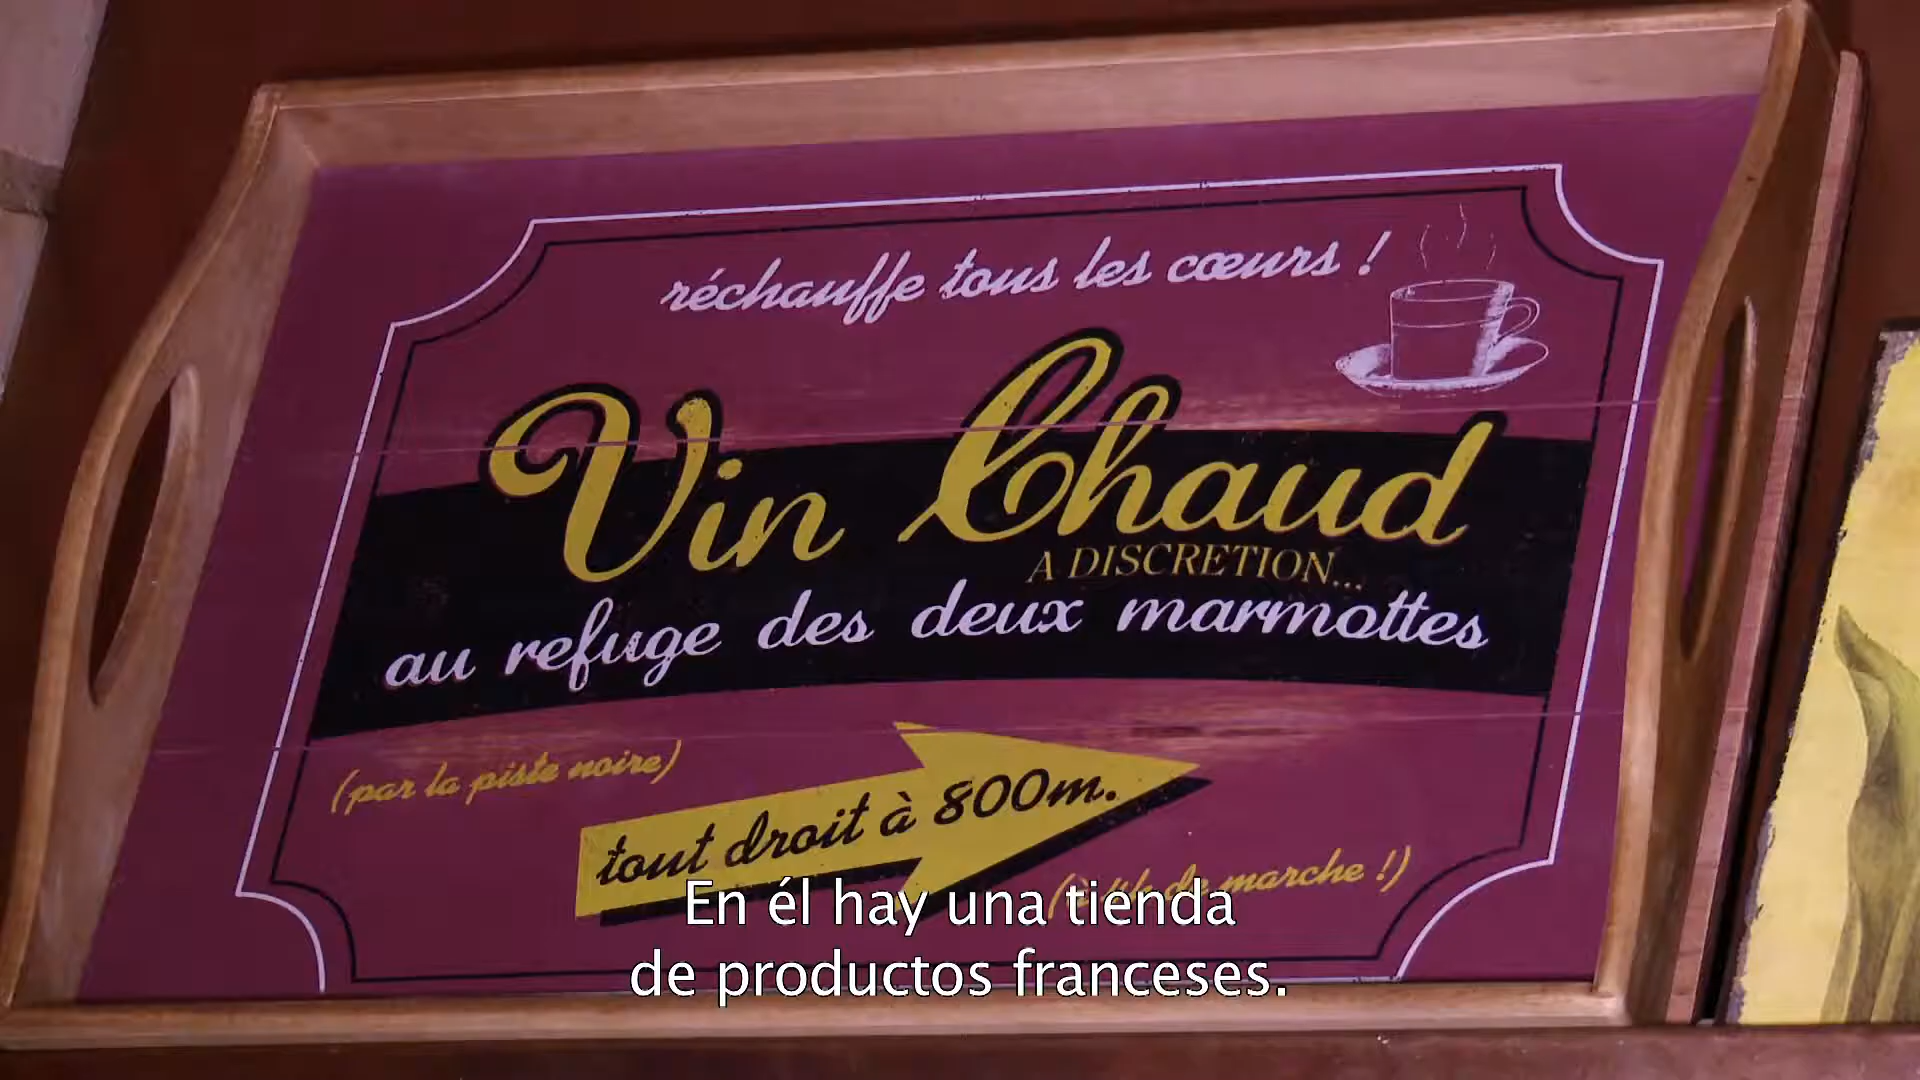 réchauffe tous les cœurs !
Vin Chaud
A DISCRETION...
au refuge des deux marmottes
(par la piste noire)
tout droit à 800m.
de marche !)
En él hay una tienda
de productos franceses.